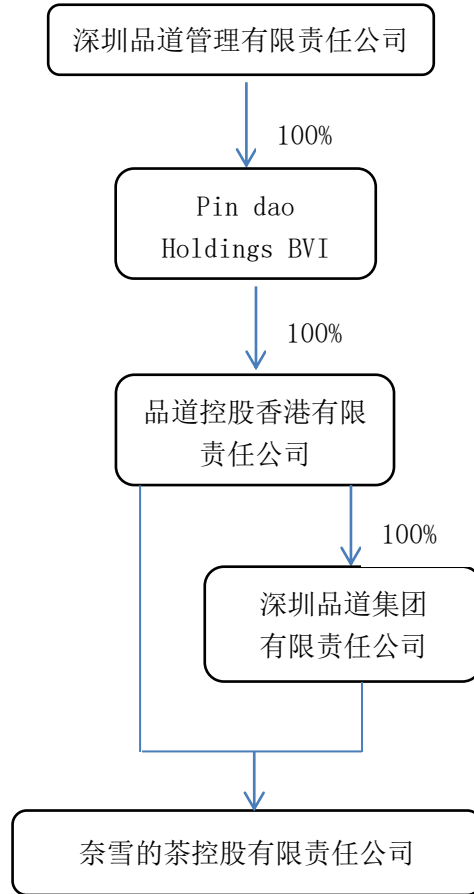 深圳品道管理有限责任公司
100%
Pin dao
Holdings BVI
100%
品道控股香港有限
责任公司
100%
深圳品道集团
有限责任公司
奈雪的茶控股有限责任公司